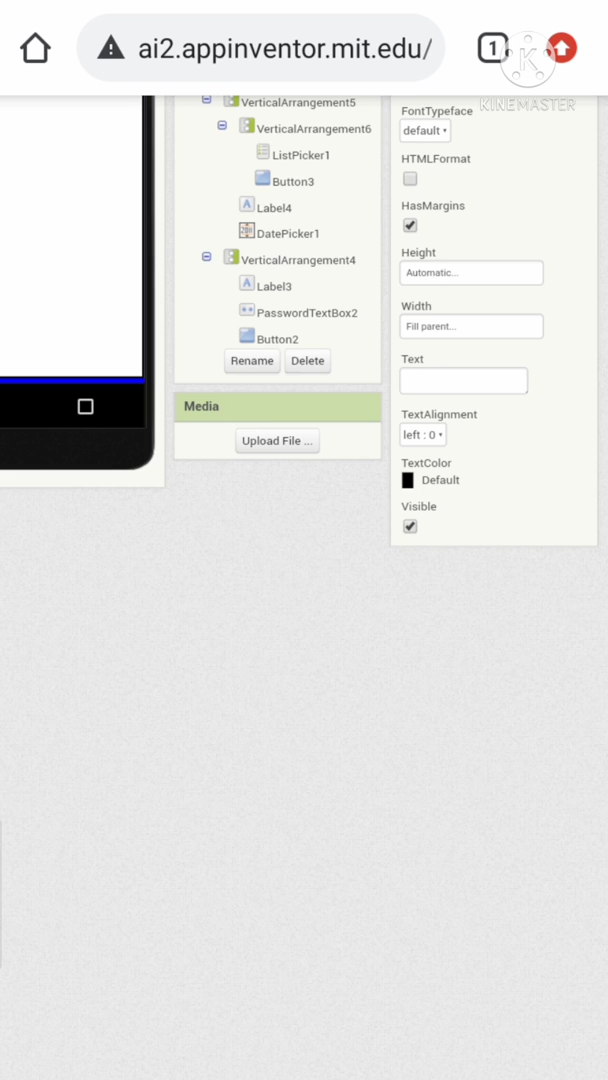 ai2.appinventor.mit.edu/
1
K
KINEMASTER
VerticalArrangement5
VerticalArrangement6
ListPicker1
Button3
A Label4
DatePicker1
VerticalArrangement4
A Label3
PasswordTextBox2
Button2
Rename
Delete
Media
Upload File ...
FontTypeface
default
HTMLFormat
HasMargins
Height
Automatic...
Width
Fill parent...
Text
TextAlignment
left : 0
TextColor
Default
Visible